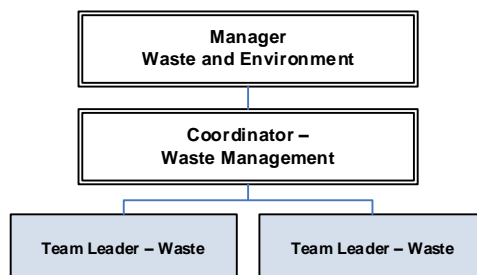 Manager
Waste and Environment
Coordinator –
Waste Management
Team Leader – Waste
Team Leader – Waste